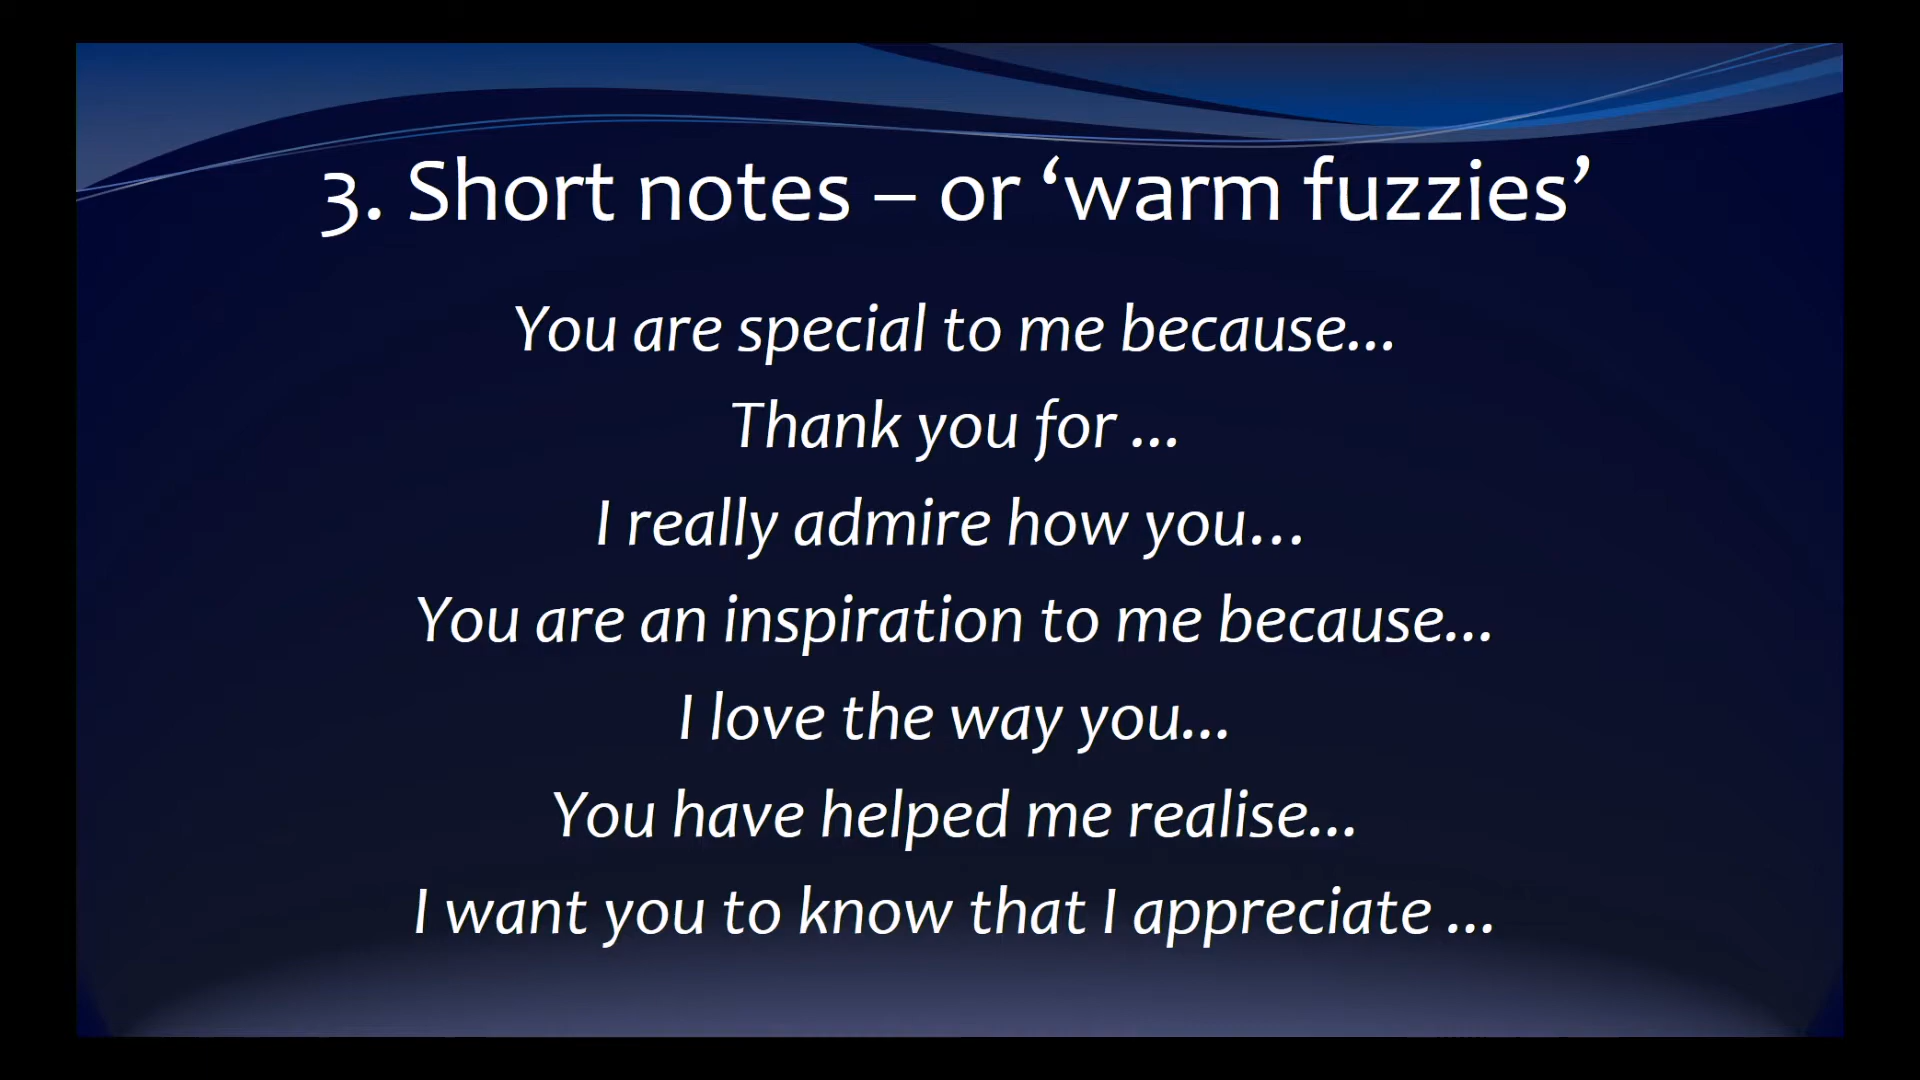 3. Short notes – or ‘warm fuzzies’
You are special to me because...
Thank you for ...
I really admire how you…
You are an inspiration to me because...
I love the way you...
You have helped me realise...
I want you to know that I appreciate ...